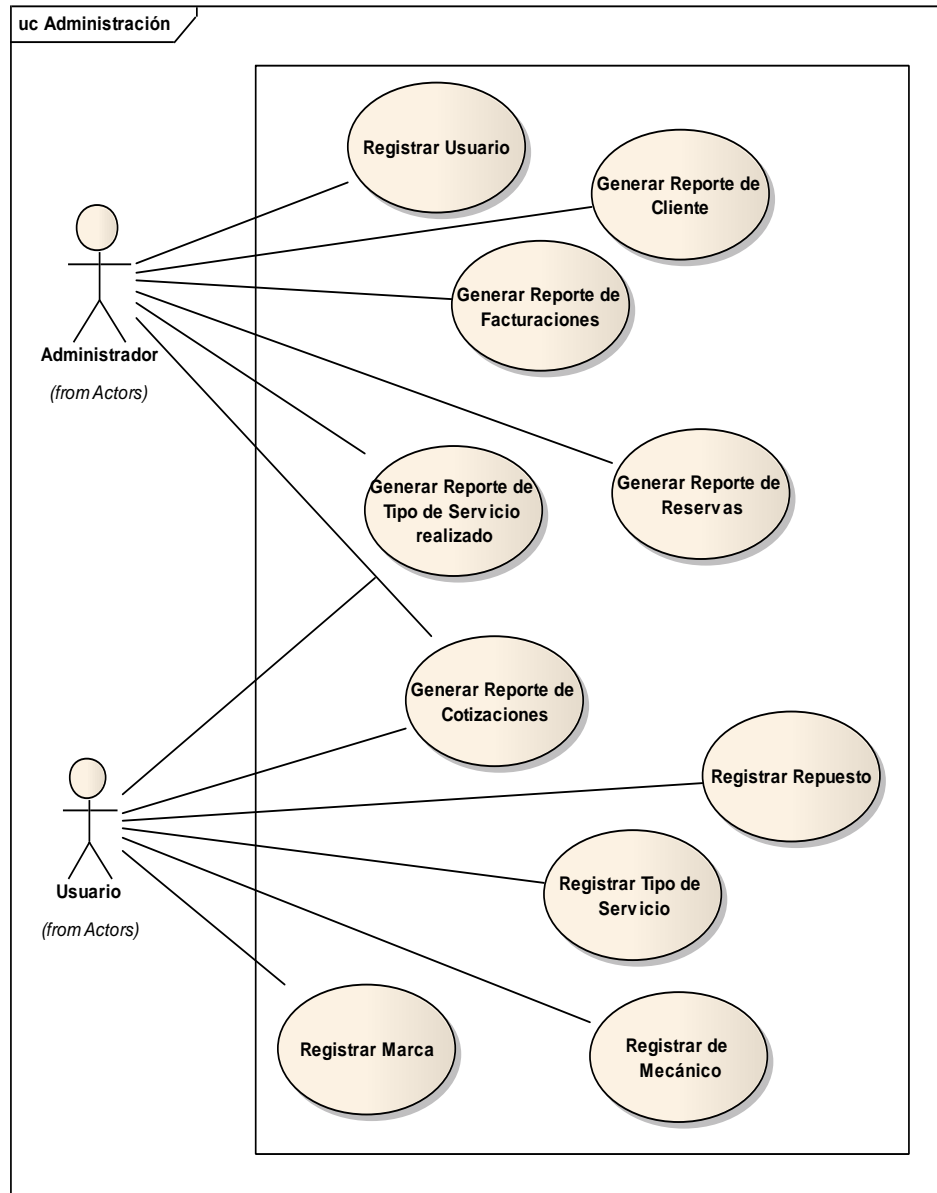 uc Administración
Registrar Usuario
Generar Reporte de
Cliente
Generar Reporte de
Facturaciones
Administrador
(from Actors)
Generar Reporte de
Tipo de Servicio
realizado
Generar Reporte de
Reservas
Generar Reporte de
Cotizaciones
Registrar Repuesto
Usuario
(from Actors)
Registrar Tipo de
Servicio
Registrar Marca
Registrar de
Mecánico